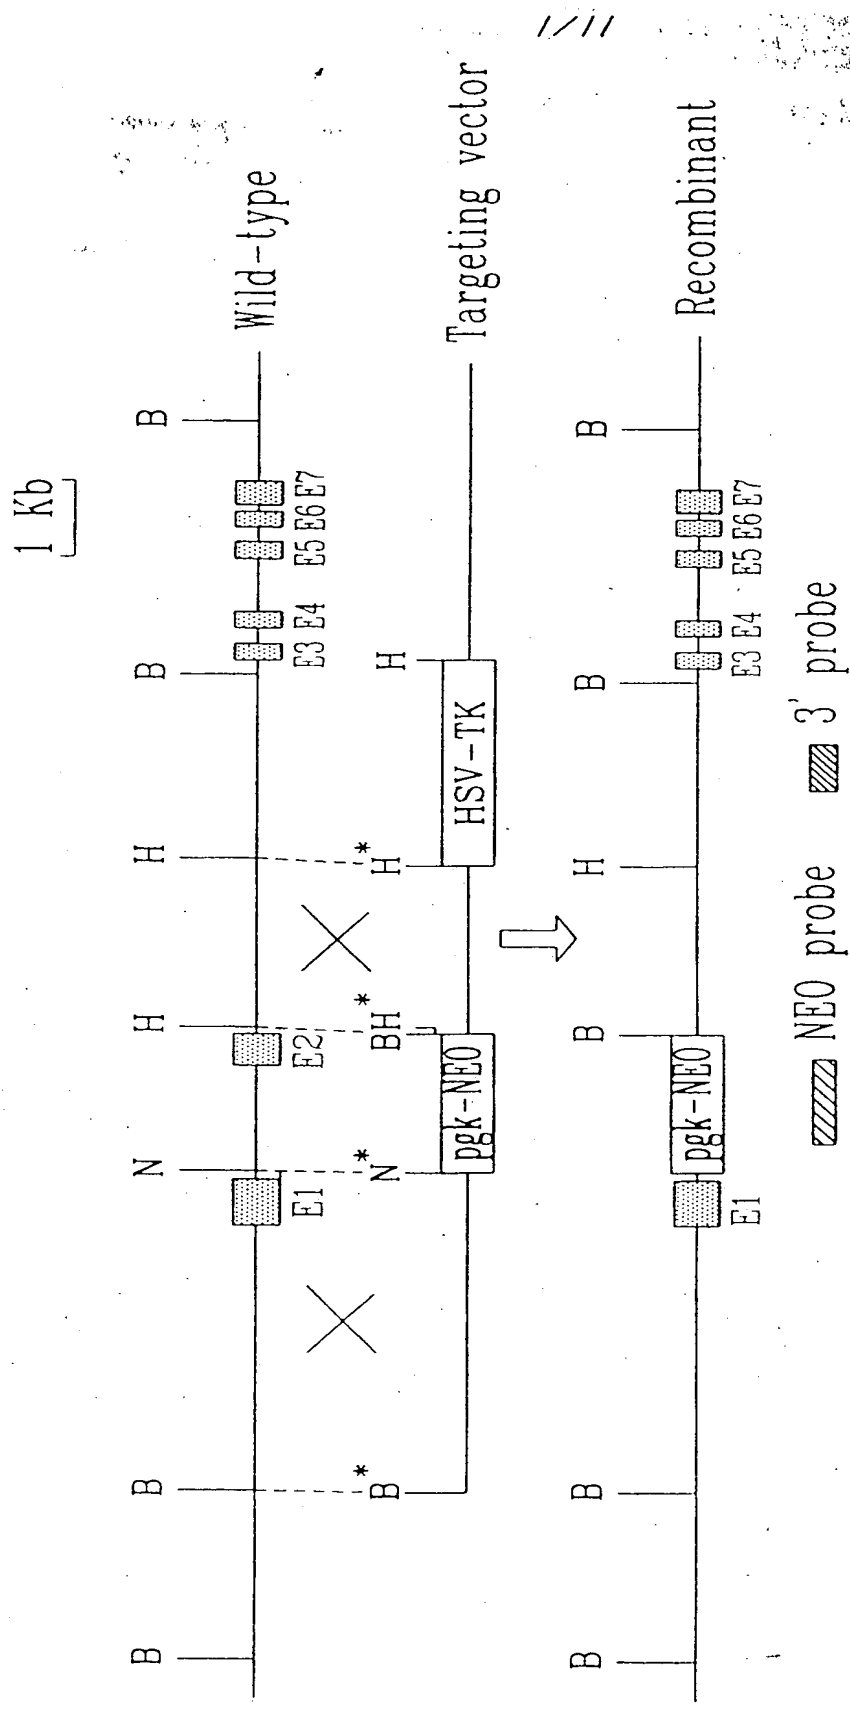 1/11
1 Kb
B B N H H B B
E1 E2 E3 E4 E5 E6 E7 Wild-type
* * * *
B N BH H H
pgk-NEO HSV-TK Targeting vector
B B B H B B
pgk-NEO Recombinant
E1 E3 E4 E5 E6 E7
NEO probe 3' probe